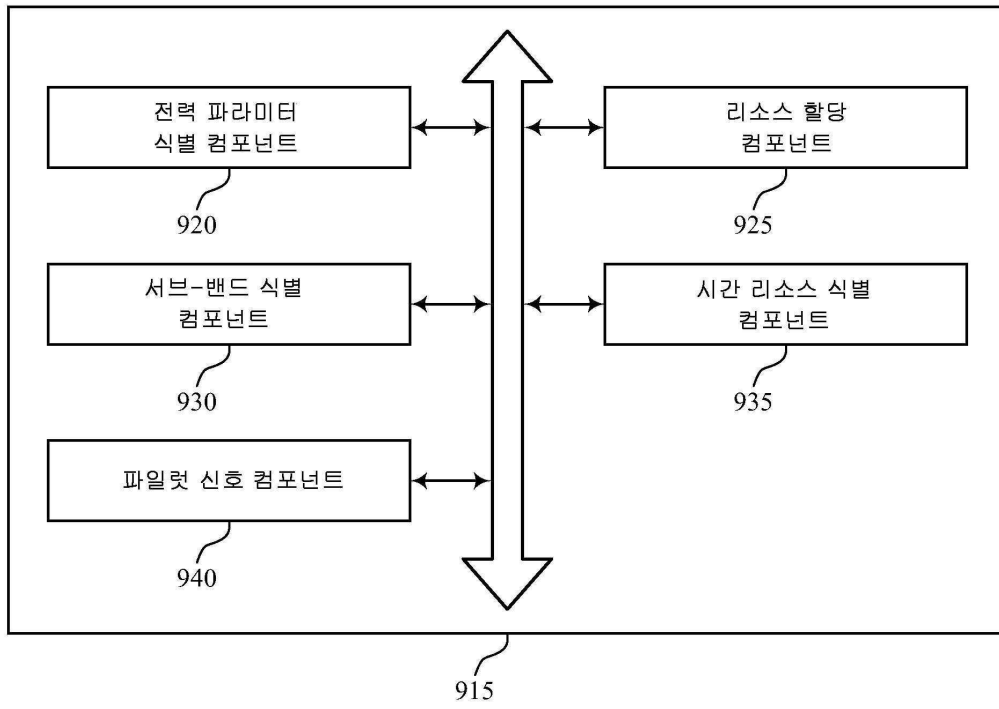 전력 파라미터
식별 컴포넌트
920
리소스 할당
컴포넌트
925
서브-밴드 식별
컴포넌트
930
시간 리소스 식별
컴포넌트
935
파일럿 신호 컴포넌트
940
915